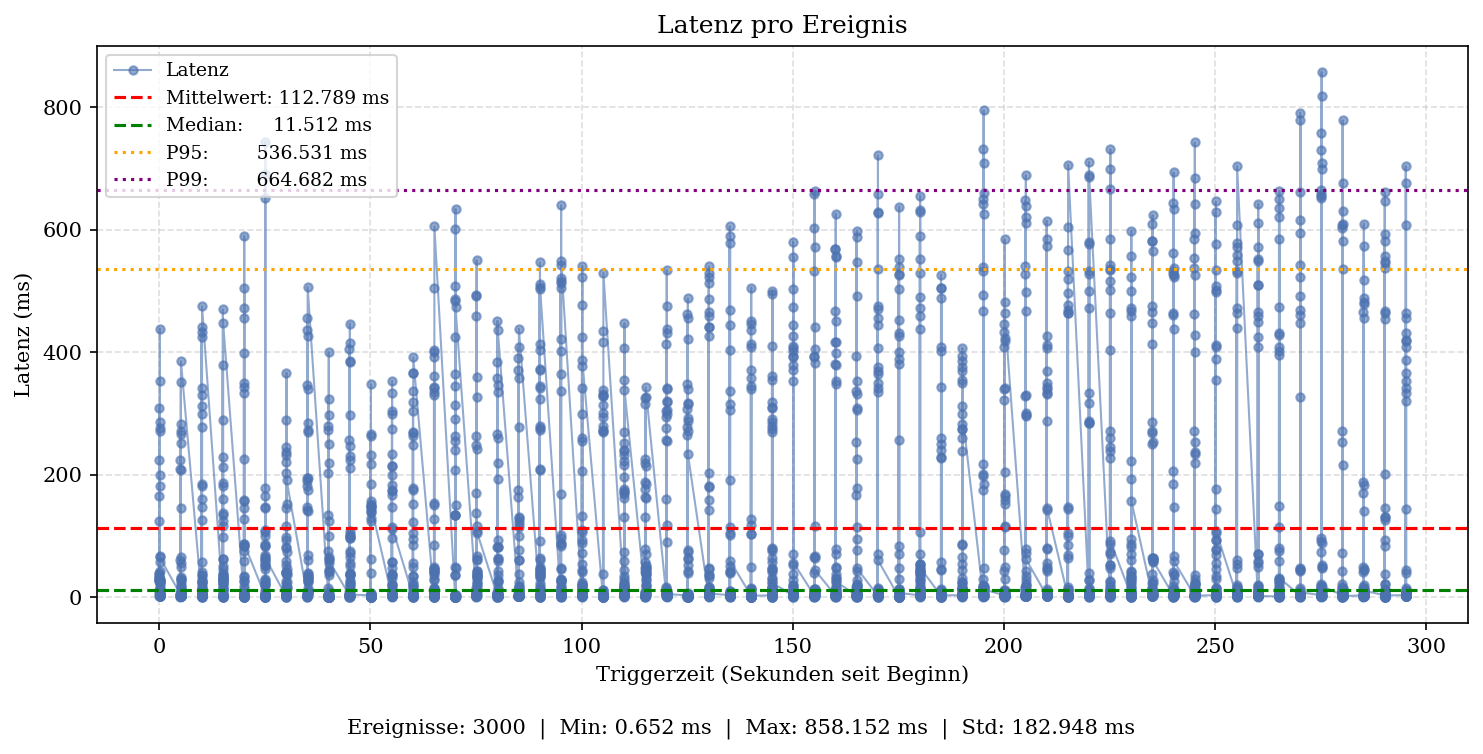 Latenz pro Ereignis
Latenz
Mittelwert: 112.789 ms
Median: 11.512 ms
P95: 536.531 ms
P99: 664.682 ms
800
600
400
200
0
Latenz (ms)
0 50 100 150 200 250 300
Triggerzeit (Sekunden seit Beginn)
Ereignisse: 3000 | Min: 0.652 ms | Max: 858.152 ms | Std: 182.948 ms